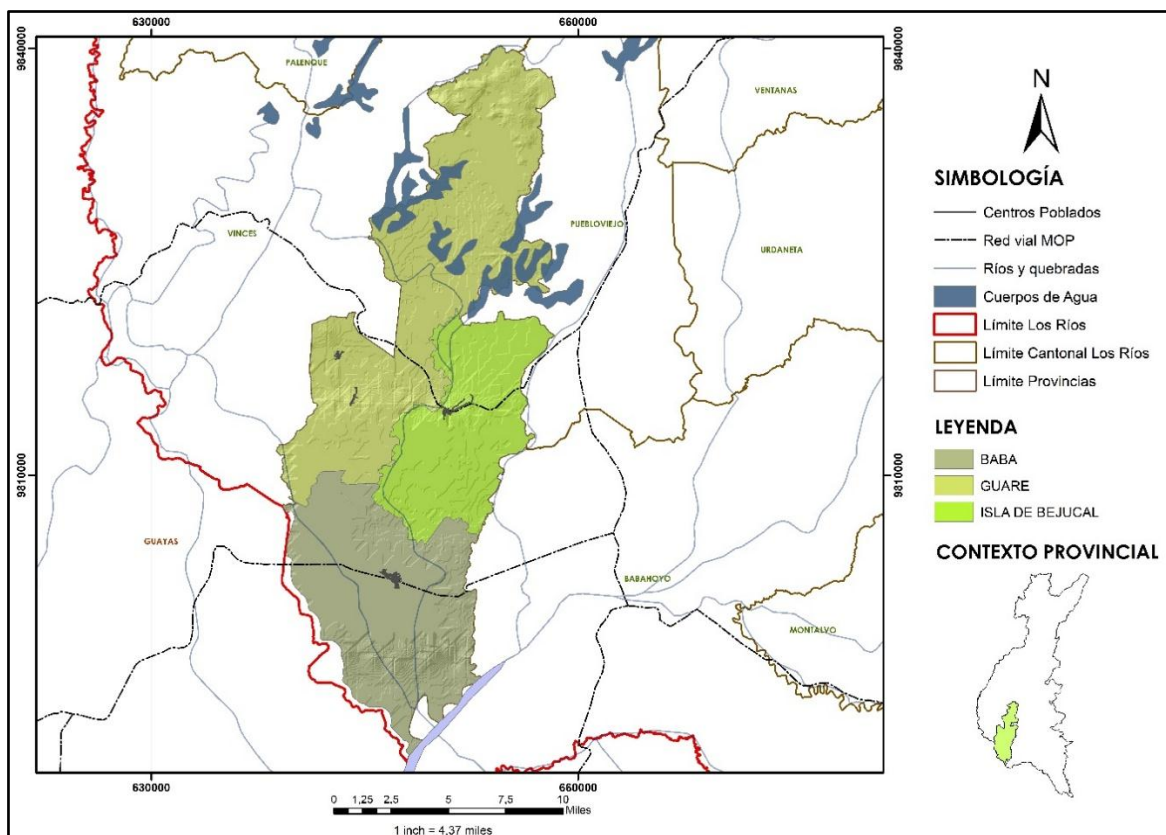 630000
660000
9840000
9840000
PALENQUE
VENTANAS
VINCES
PUEBLOVIEJO
URDANETA
9810000
9810000
GUAYAS
BABAHOYO
MONTALVO
630000
660000
0 1,25 2,5 5 7,5 10
Miles
1 inch = 4,37 miles
N
SIMBOLOGÍA
Centros Poblados
Red vial MOP
Ríos y quebradas
Cuerpos de Agua
Límite Los Ríos
Límite Cantonal Los Ríos
Límite Provincias
LEYENDA
BABA
GUARE
ISLA DE BEJUCAL
CONTEXTO PROVINCIAL